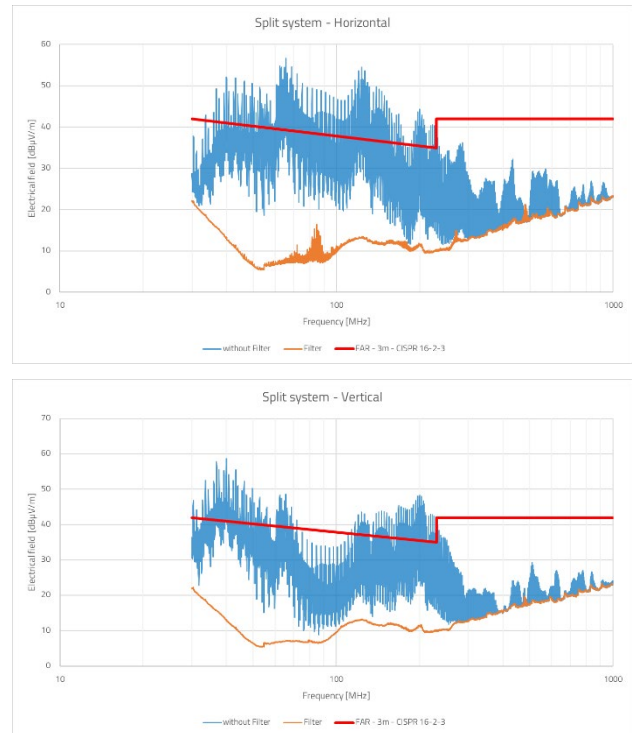 Split system - Horizontal
60
50
40
30
20
10
0
Electrical field [dBµV/m]
10 100 1000
Frequency [MHz]
without Filter Filter FAR - 3m - CISPR 16-2-3
Split system - Vertical
70
60
50
40
30
20
10
0
Electrical field [dBµV/m]
10 100 1000
Frequency [MHz]
without Filter Filter FAR - 3m - CISPR 16-2-3